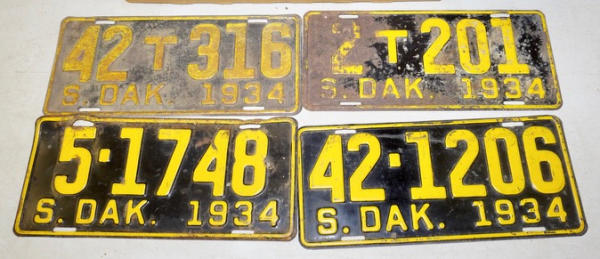 42 T 316
S. DAK. 1934
2 T 201
S. DAK. 1934
5-1748
S. DAK. 1934
42-1206
S. DAK. 1934